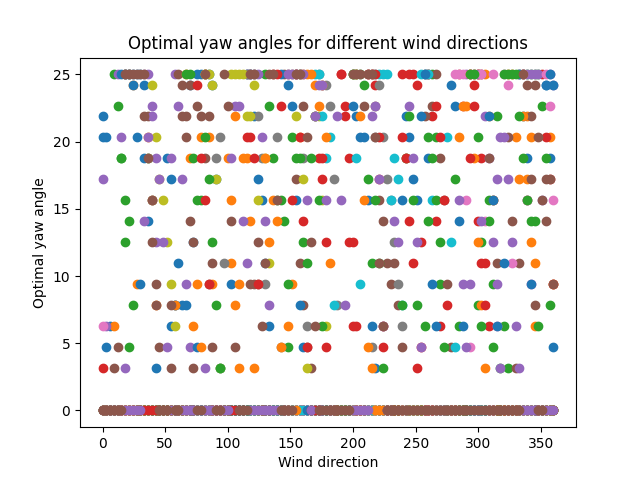 Optimal yaw angles for different wind directions
25
20
15
10
5
0
Optimal yaw angle
0 50 100 150 200 250 300 350
Wind direction